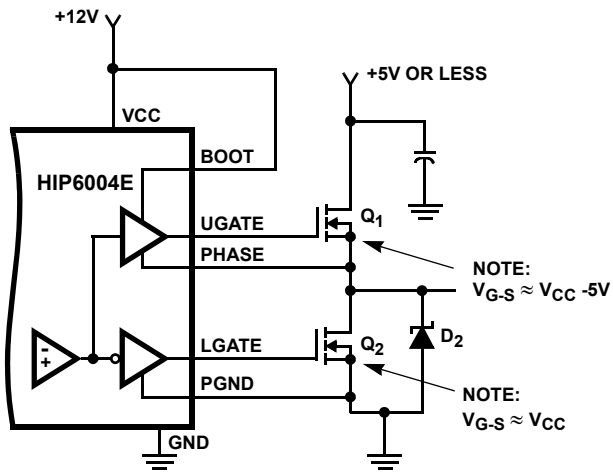 +12V
+5V OR LESS
VCC
BOOT
HIP6004E
Q1
UGATE
PHASE
NOTE:
VG-S ≈ VCC -5V
- +
LGATE
Q2
D2
PGND
NOTE:
VG-S ≈ VCC
GND